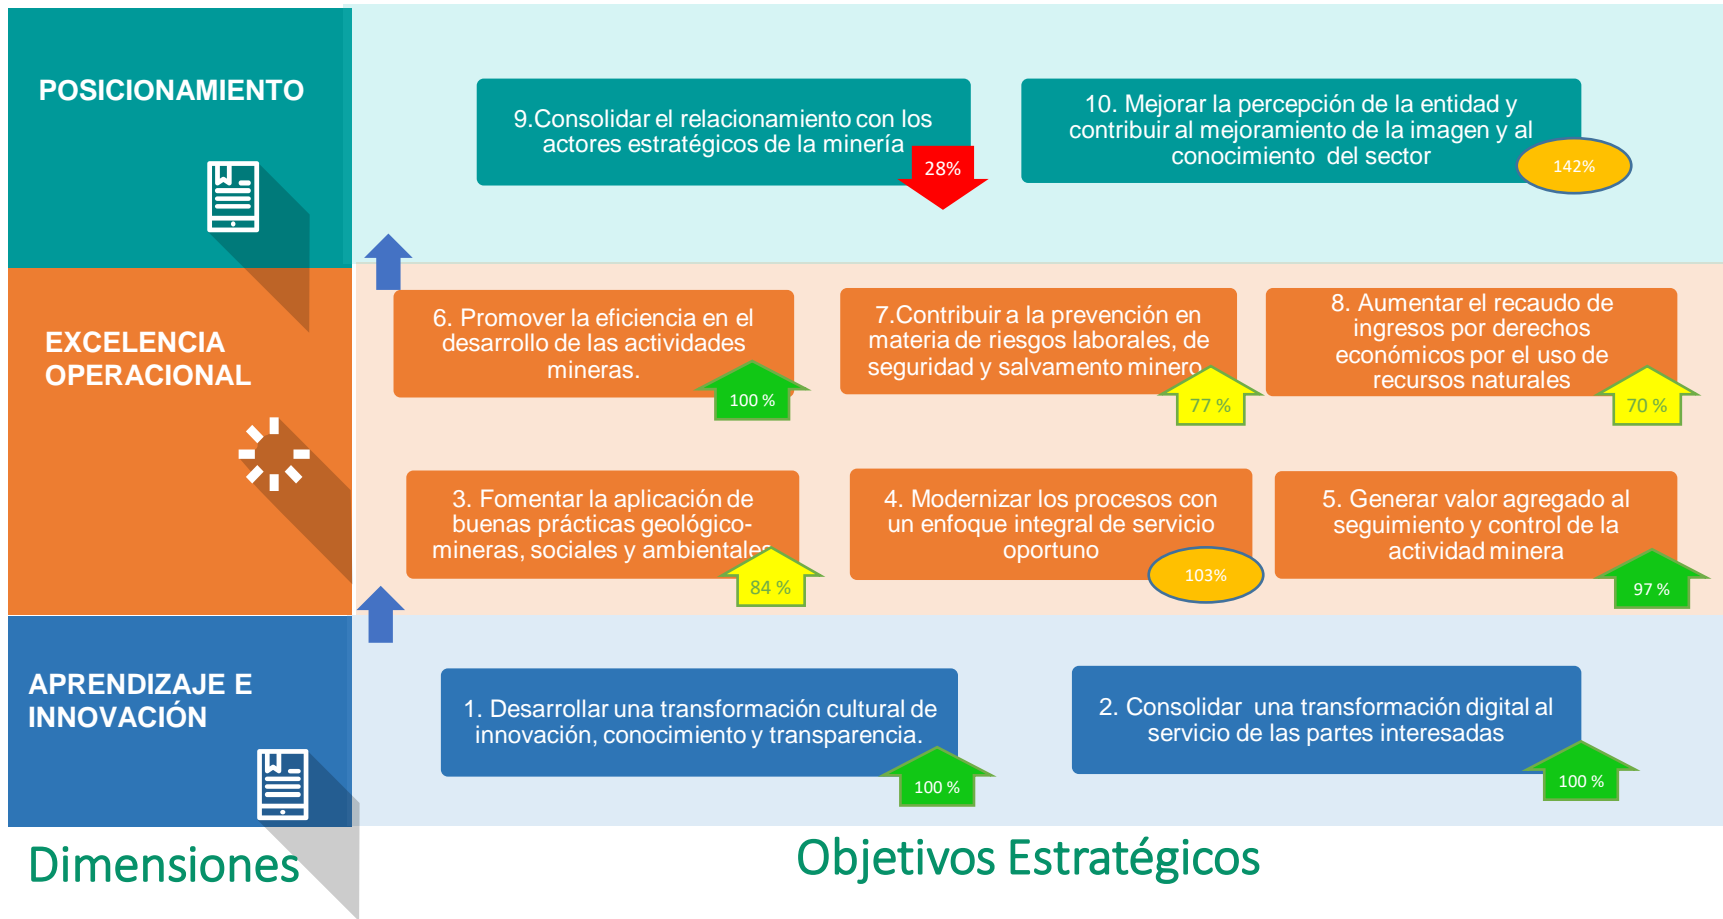 POSICIONAMIENTO
9.Consolidar el relacionamiento con los
actores estratégicos de la minería
28%
10. Mejorar la percepción de la entidad y
contribuir al mejoramiento de la imagen y al
conocimiento del sector
142%
EXCELENCIA
OPERACIONAL
6. Promover la eficiencia en el
desarrollo de las actividades
mineras.
100 %
7.Contribuir a la prevención en
materia de riesgos laborales, de
seguridad y salvamento minero
77 %
8. Aumentar el recaudo de
ingresos por derechos
económicos por el uso de
recursos naturales
70 %
3. Fomentar la aplicación de
buenas prácticas geológico-
mineras, sociales y ambientales
84 %
4. Modernizar los procesos con
un enfoque integral de servicio
oportuno
103%
5. Generar valor agregado al
seguimiento y control de la
actividad minera
97 %
APRENDIZAJE E
INNOVACIÓN
1. Desarrollar una transformación cultural de
innovación, conocimiento y transparencia.
100 %
2. Consolidar una transformación digital al
servicio de las partes interesadas
100 %
Dimensiones
Objetivos Estratégicos